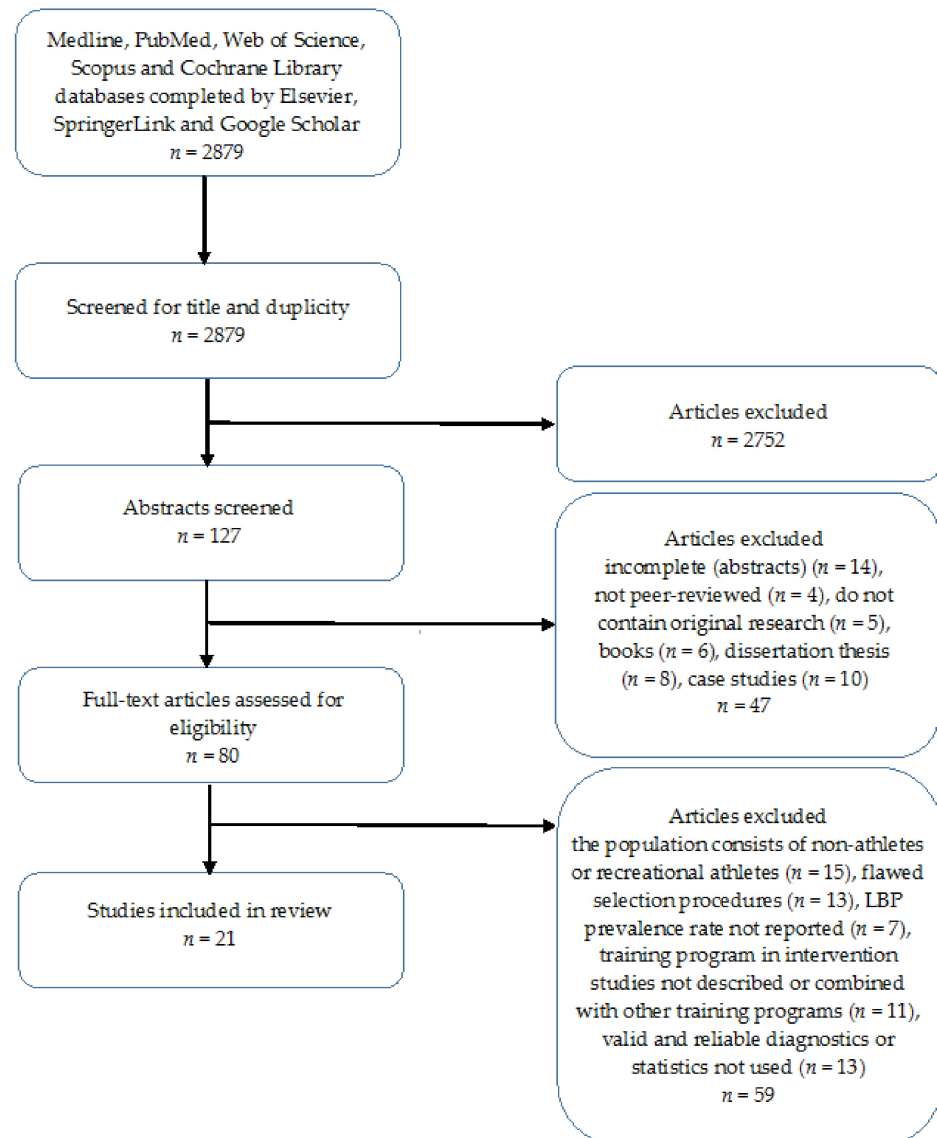 Medline, PubMed, Web of Science,
Scopus and Cochrane Library
databases completed by Elsevier,
SpringerLink and Google Scholar
n = 2879
Screened for title and duplicity
n = 2879
Articles excluded
n = 2752
Abstracts screened
n = 127
Articles excluded
incomplete (abstracts) (n = 14),
not peer-reviewed (n = 4), do not
contain original research (n = 5),
books (n = 6), dissertation thesis
(n = 8), case studies (n = 10)
n = 47
Full-text articles assessed for
eligibility
n = 80
Articles excluded
the population consists of non-athletes
or recreational athletes (n = 15), flawed
selection procedures (n = 13), LBP
prevalence rate not reported (n = 7),
training program in intervention
studies not described or combined
with other training programs (n = 11),
valid and reliable diagnostics or
statistics not used (n = 13)
n = 59
Studies included in review
n = 21